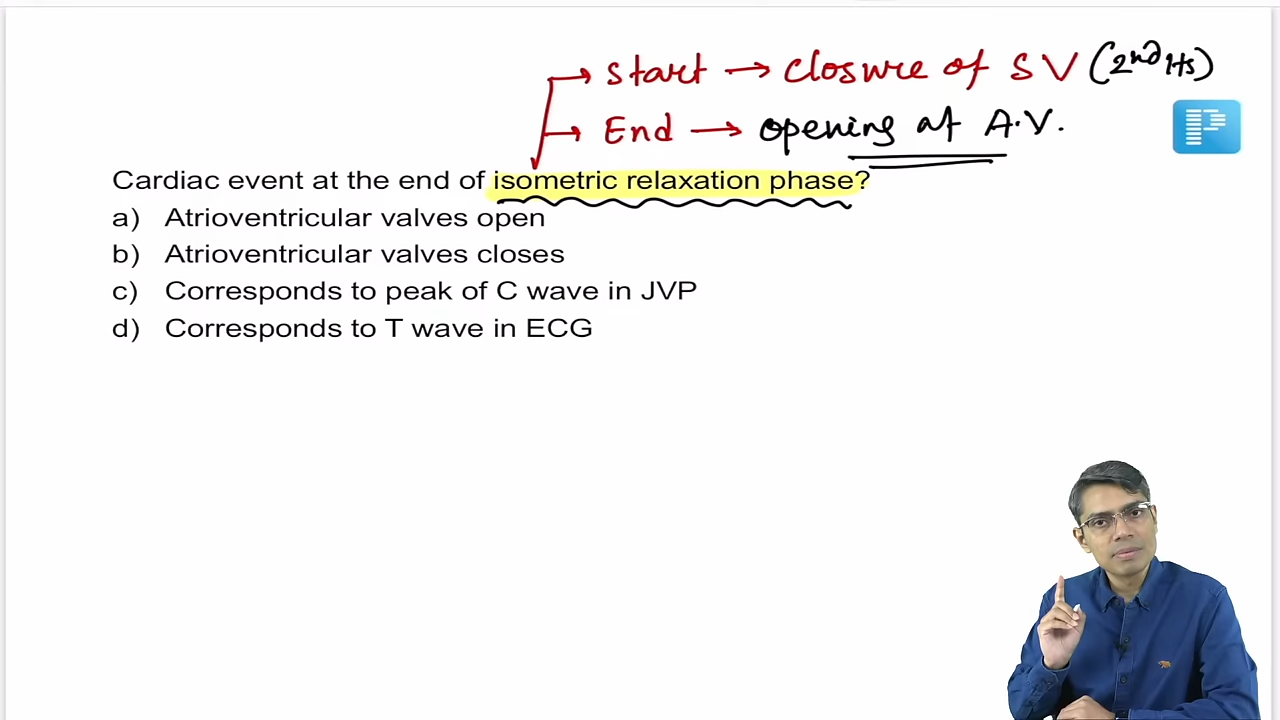 Start → closure of SV (2nd Hs)
End → opening of A.V.
Cardiac event at the end of isometric relaxation phase?
a) Atrioventricular valves open
b) Atrioventricular valves closes
c) Corresponds to peak of C wave in JVP
d) Corresponds to T wave in ECG